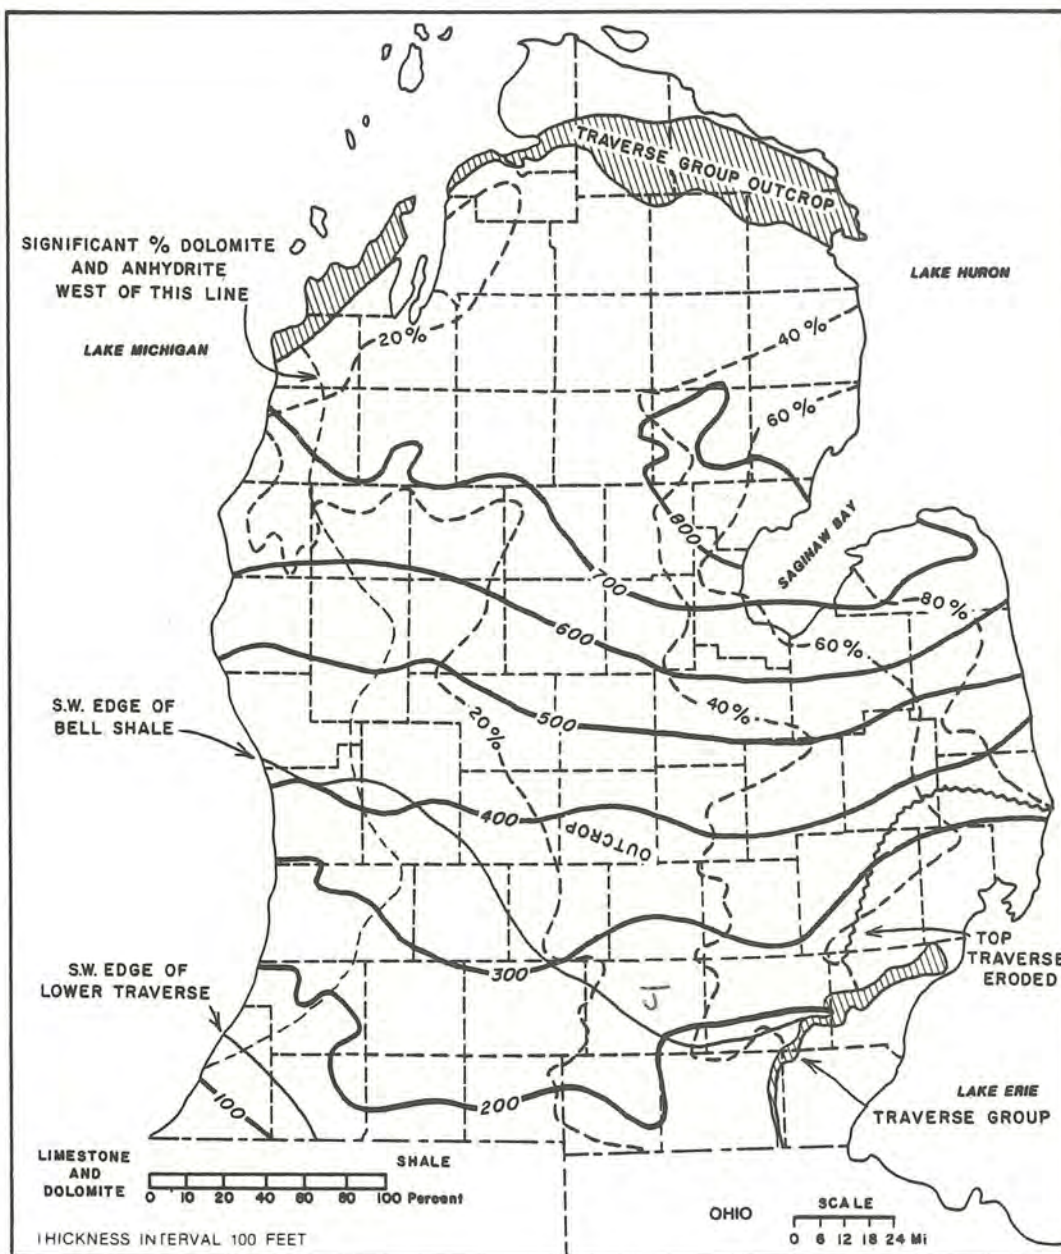 TRAVERSE GROUP OUTCROP
SIGNIFICANT % DOLOMITE
AND ANHYDRITE
WEST OF THIS LINE
LAKE HURON
LAKE MICHIGAN
20%
40%
60%
800
SAGINAW BAY
700
80%
600
60%
S.W. EDGE OF
BELL SHALE
500
20%
40%
400
OUTCROP
TOP
TRAVERSE
ERODED
S.W. EDGE OF
LOWER TRAVERSE
300
200
100
LAKE ERIE
TRAVERSE GROUP
LIMESTONE
AND
DOLOMITE
SHALE
0 10 20 40 60 80 100 Percent
OHIO
SCALE
0 6 12 18 24 Mi
THICKNESS INTERVAL 100 FEET